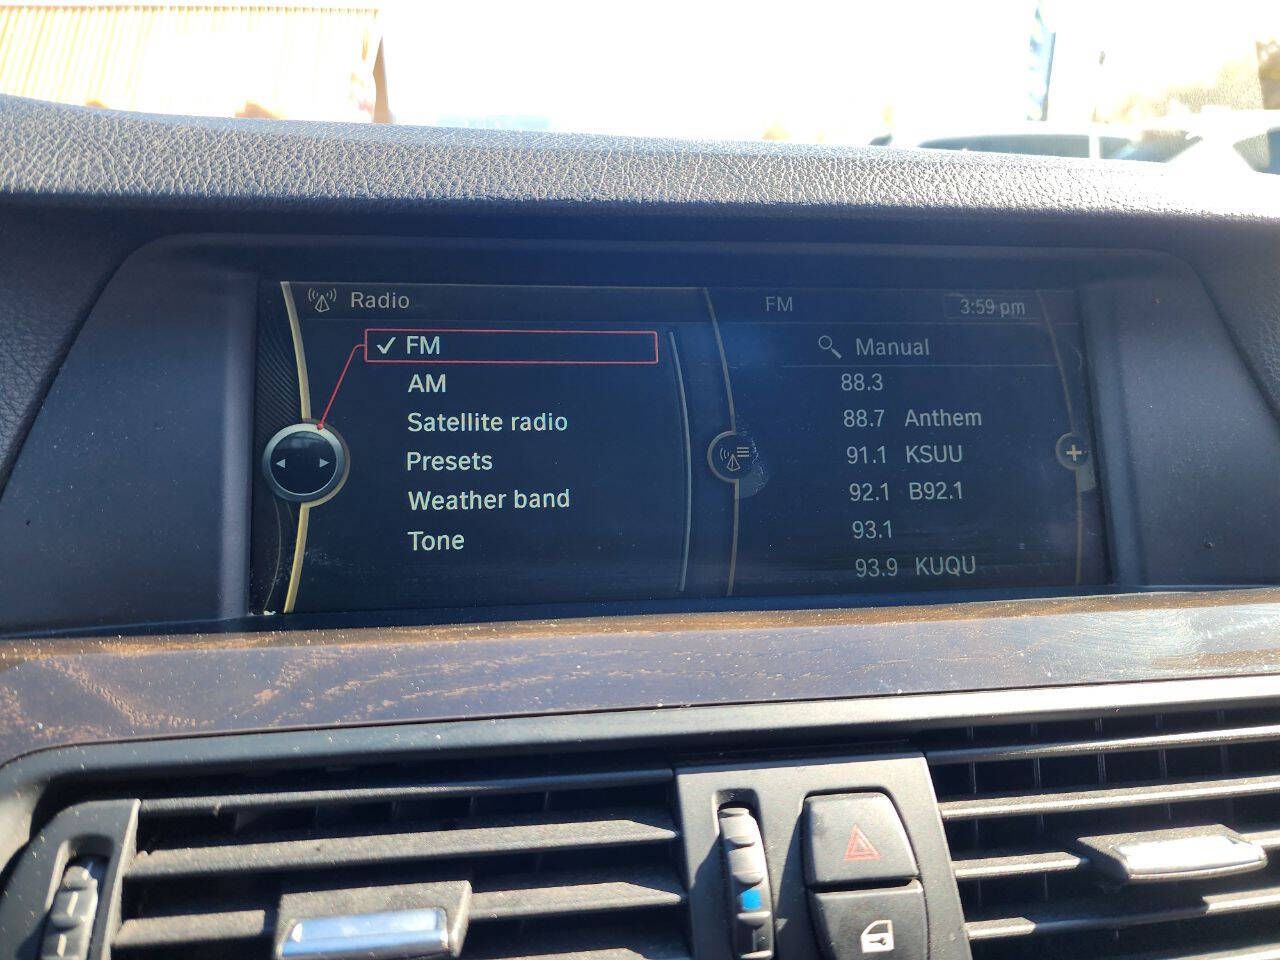 Radio
FM
3:59 pm
FM
AM
Satellite radio
Presets
Weather band
Tone
Manual
88.3
88.7 Anthem
91.1 KSUU
92.1 B92.1
93.1
93.9 KUQU